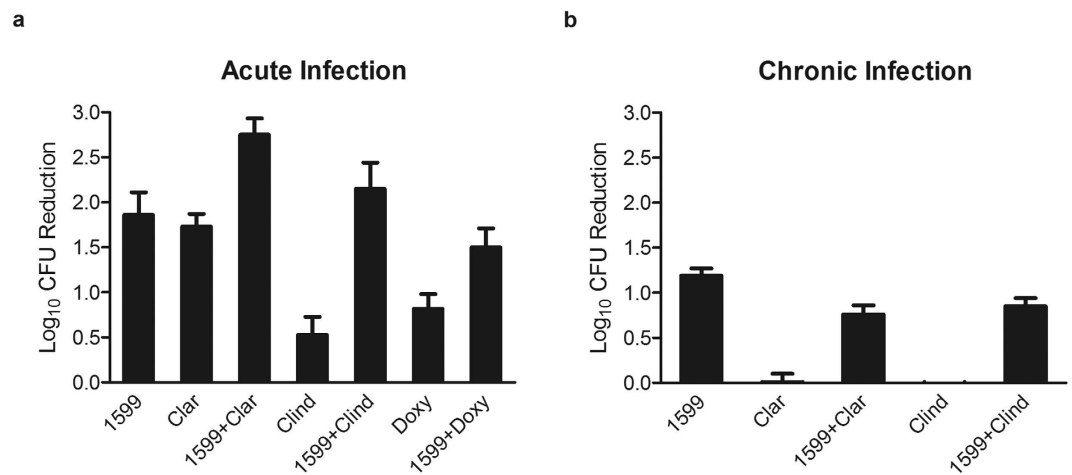 a
Acute Infection
Log10 CFU Reduction
3.0
2.5
2.0
1.5
1.0
0.5
0.0
1599
Clar
1599+Clar
Clind
1599+Clind
Doxy
1599+Doxy
b
Chronic Infection
Log10 CFU Reduction
3.0
2.5
2.0
1.5
1.0
0.5
0.0
1599
Clar
1599+Clar
Clind
1599+Clind